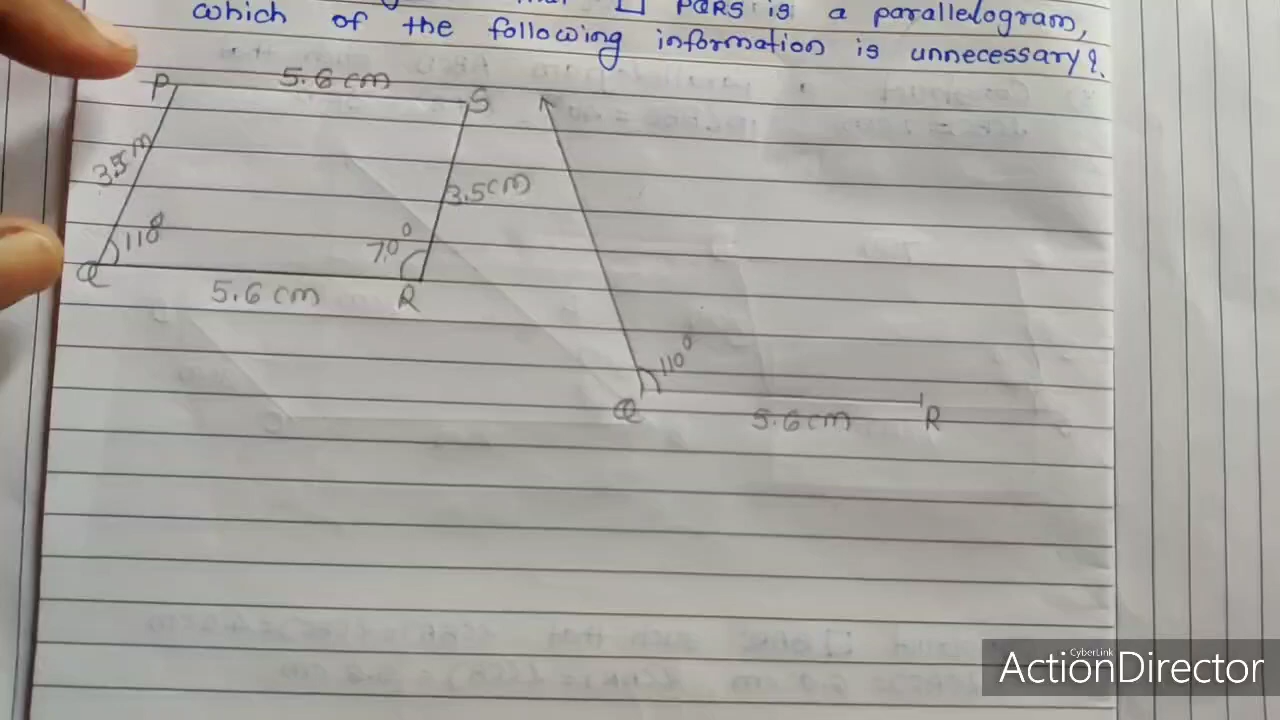 □ PQRS is a parallelogram,
which of the following information is unnecessary?
P 5.6 cm S
3.5 cm
3.5 cm
110°
70°
Q 5.6 cm R
110°
Q 5.6 cm R
CyberLink
ActionDirector